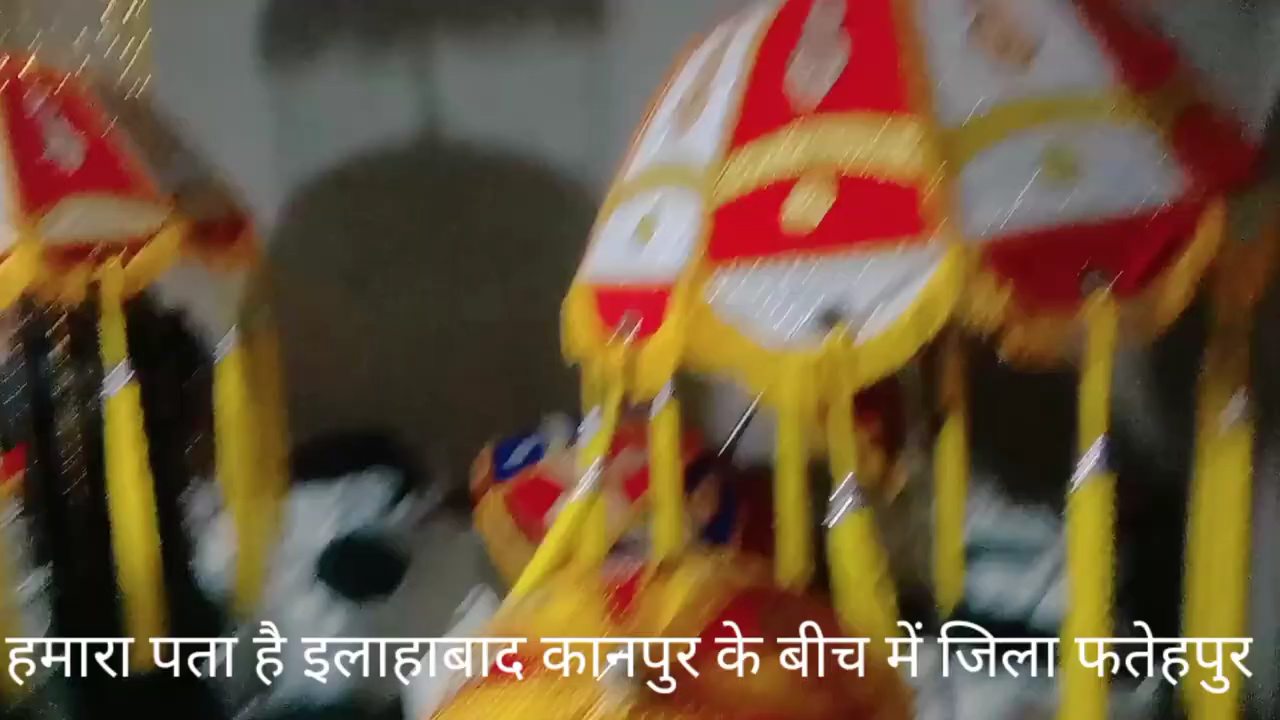 हमारा पता है इलाहाबाद कानपुर के बीच में जिला फतेहपुर